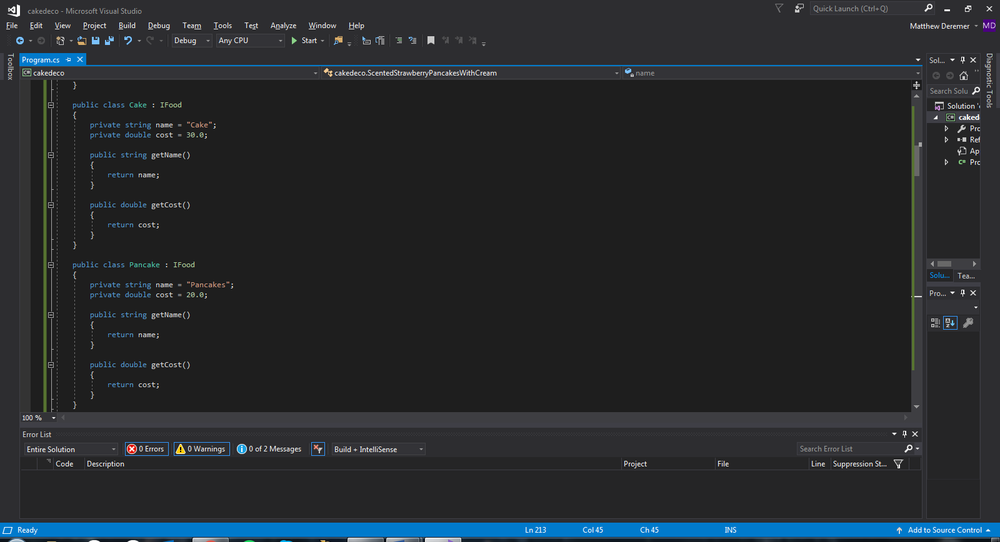 cakedeco - Microsoft Visual Studio
Quick Launch (Ctrl+Q)
File Edit View Project Build Debug Team Tools Test Analyze Window Help
Matthew Deremer MD
Debug Any CPU Start
Toolbox
Program.cs
cakedeco
cakedeco.ScentedStrawberryPancakesWithCream
name
}
public class Cake : IFood
{
private string name = "Cake";
private double cost = 30.0;
public string getName()
{
return name;
}
public double getCost()
{
return cost;
}
}
public class Pancake : IFood
{
private string name = "Pancakes";
private double cost = 20.0;
public string getName()
{
return name;
}
public double getCost()
{
return cost;
}
}
100 %
Sol...
Search Solu
Solution '
caked
Pro
Ref
Ap
C# Pro
Solu... Tea...
Pro...
Diagnostic Tools
Error List
Entire Solution 0 Errors 0 Warnings 0 of 2 Messages Build + IntelliSense Search Error List
Code Description Project File Line Suppression St...
Ready Ln 213 Col 45 Ch 45 INS Add to Source Control